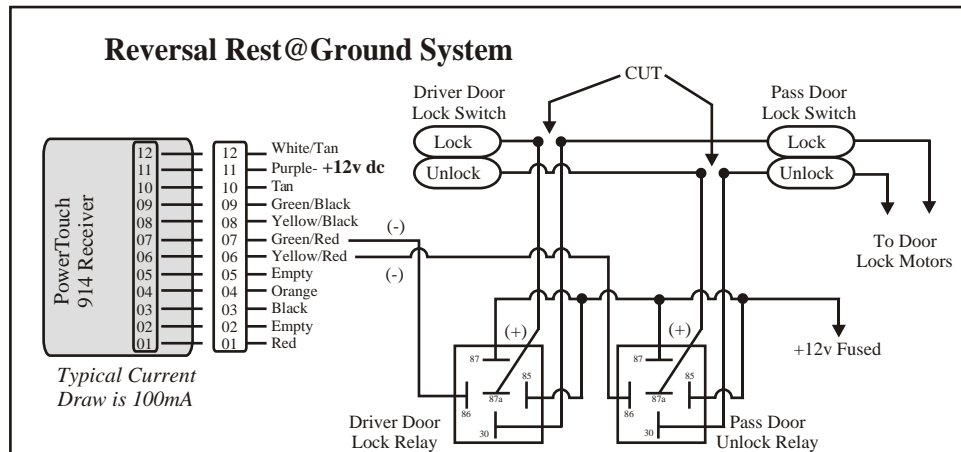 Reversal Rest@Ground System
CUT
Driver Door
Lock Switch
Pass Door
Lock Switch
Lock
Unlock
Lock
Unlock
PowerTouch
914 Receiver
12 12 White/Tan
11 11 Purple- +12v dc
10 10 Tan
09 09 Green/Black
08 08 Yellow/Black
07 07 Green/Red (-)
06 06 Yellow/Red (-)
05 05 Empty
04 04 Orange
03 03 Black
02 02 Empty
01 01 Red
To Door
Lock Motors
(+)
(+)
+12v Fused
87
85
87a
86
30
87
85
87a
86
30
Typical Current
Draw is 100mA
Driver Door
Lock Relay
Pass Door
Unlock Relay